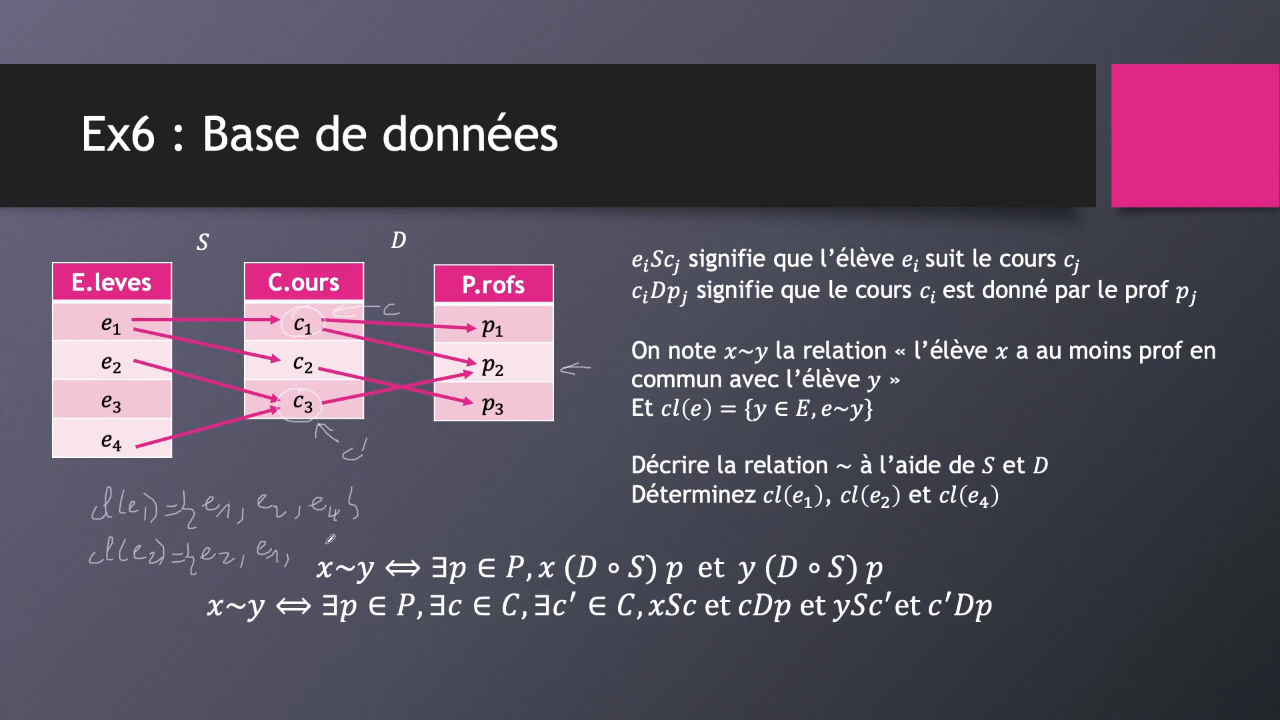 Ex6 : Base de données
S D
E.leves C.ours P.rofs
e₁ c₁ p₁
e₂ c₂ p₂
e₃ c₃ p₃
e₄
c
c'
cl(e₁)={e₁, e₂, e₄}
cl(e₂)={e₂, e₁,
eᵢScⱼ signifie que l’élève eᵢ suit le cours cⱼ
cᵢDpⱼ signifie que le cours cᵢ est donné par le prof pⱼ
On note x~y la relation « l’élève x a au moins prof en
commun avec l’élève y »
Et cl(e) = {y ∈ E, e~y}
Décrire la relation ~ à l’aide de S et D
Déterminez cl(e₁), cl(e₂) et cl(e₄)
x~y ⟺ ∃p ∈ P, x (D ∘ S) p et y (D ∘ S) p
x~y ⟺ ∃p ∈ P, ∃c ∈ C, ∃c′ ∈ C, xSc et cDp et ySc′et c′Dp